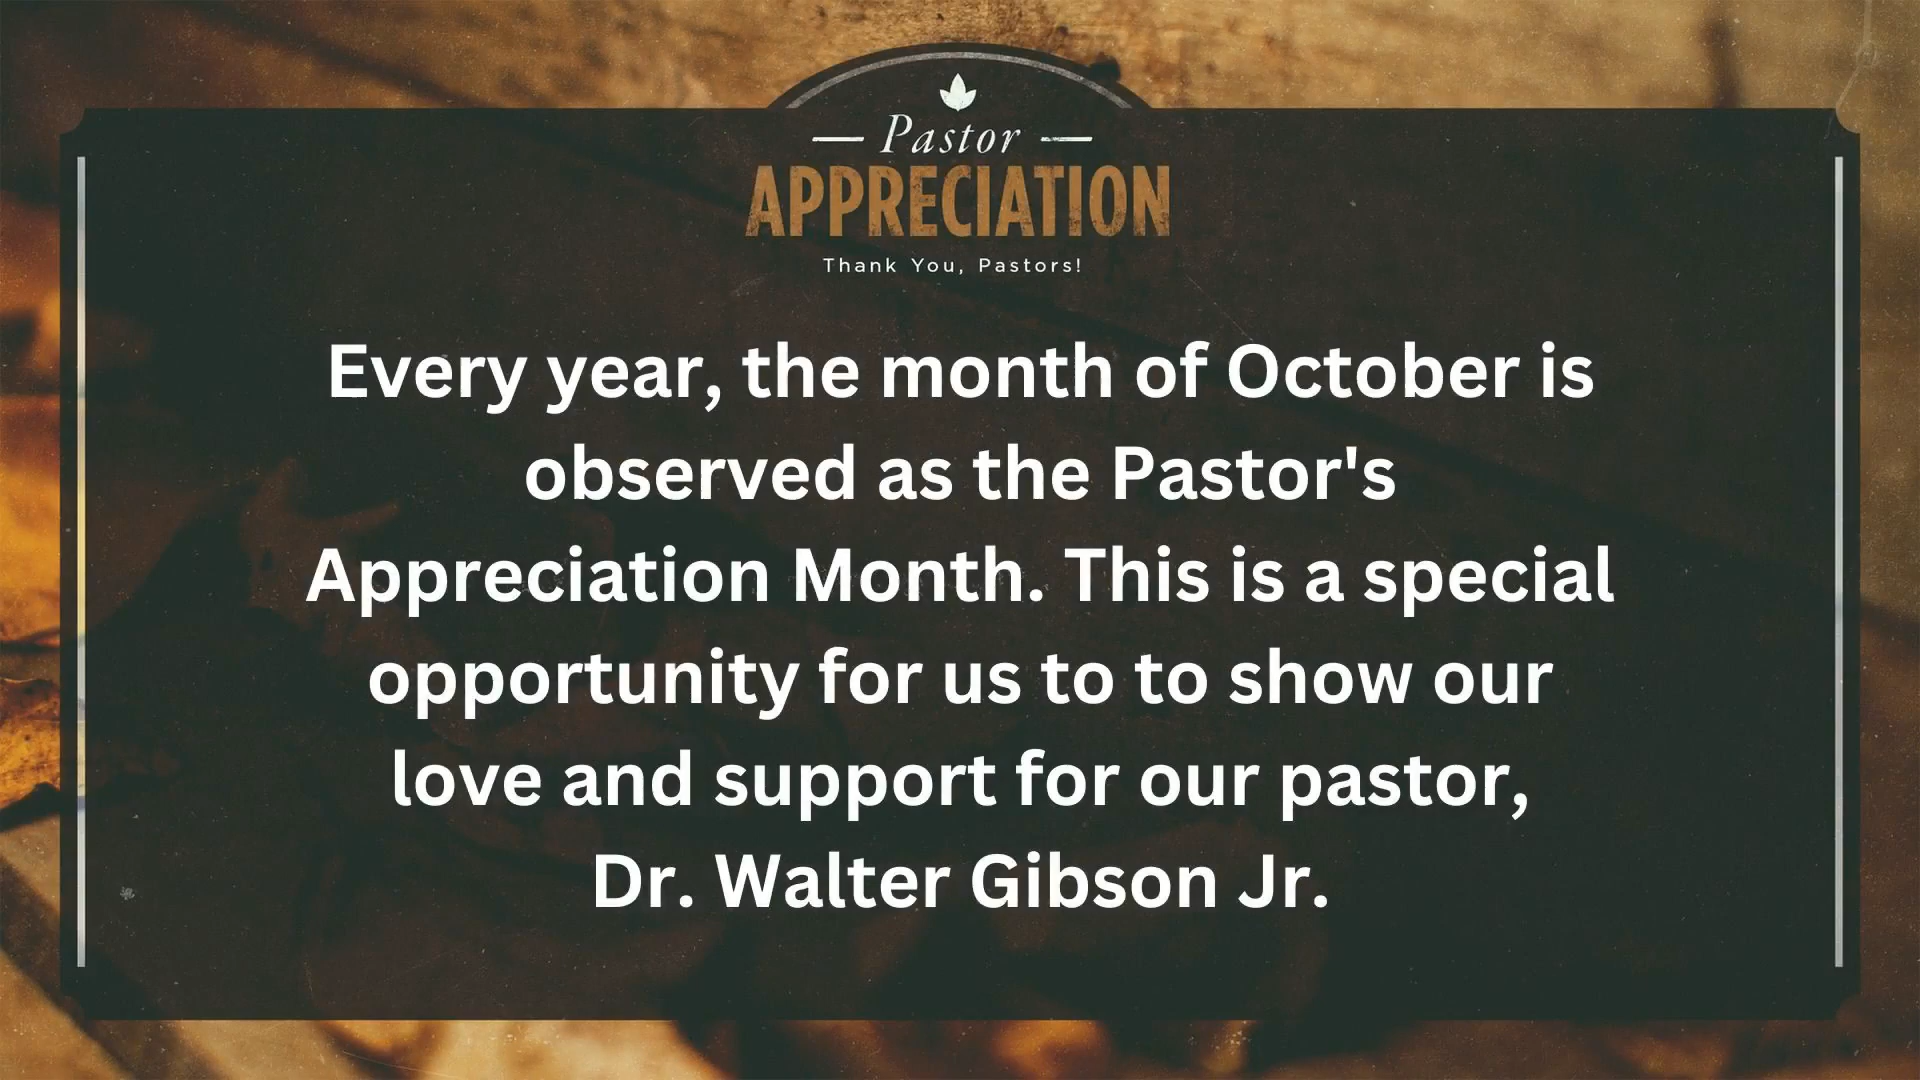 Pastor
APPRECIATION
Thank You, Pastors!
Every year, the month of October is
observed as the Pastor's
Appreciation Month. This is a special
opportunity for us to to show our
love and support for our pastor,
Dr. Walter Gibson Jr.